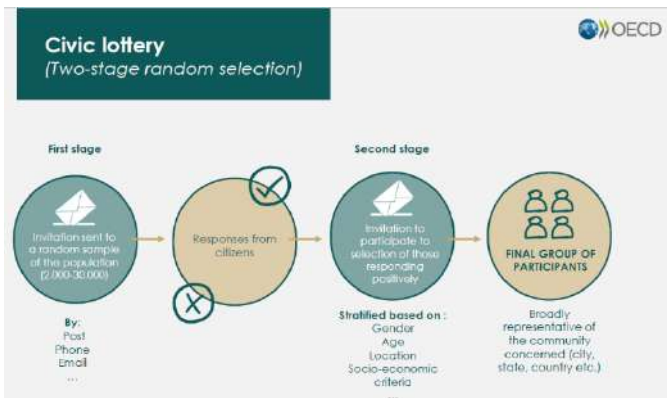 Civic lottery
(Two-stage random selection)
OECD
First stage
Invitation sent to
a random sample
of the population
(2.000-30.000)
By:
Post
Phone
Email
...
Responses from
citizens
Second stage
Invitation to
participate to
selection of those
responding
positively
Stratified based on :
Gender
Age
Location
Socio-economic
criteria
...
FINAL GROUP OF
PARTICIPANTS
Broadly
representative of
the community
concerned (city,
state, country etc.)